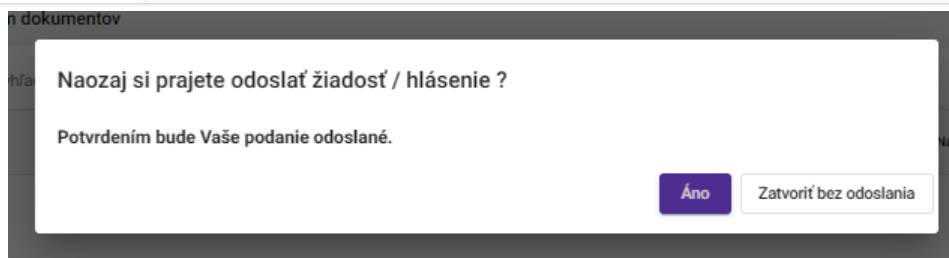 dokumentov
Naozaj si prajete odoslať žiadosť / hlásenie ?
Potvrdením bude Vaše podanie odoslané.
Áno
Zatvoriť bez odoslania